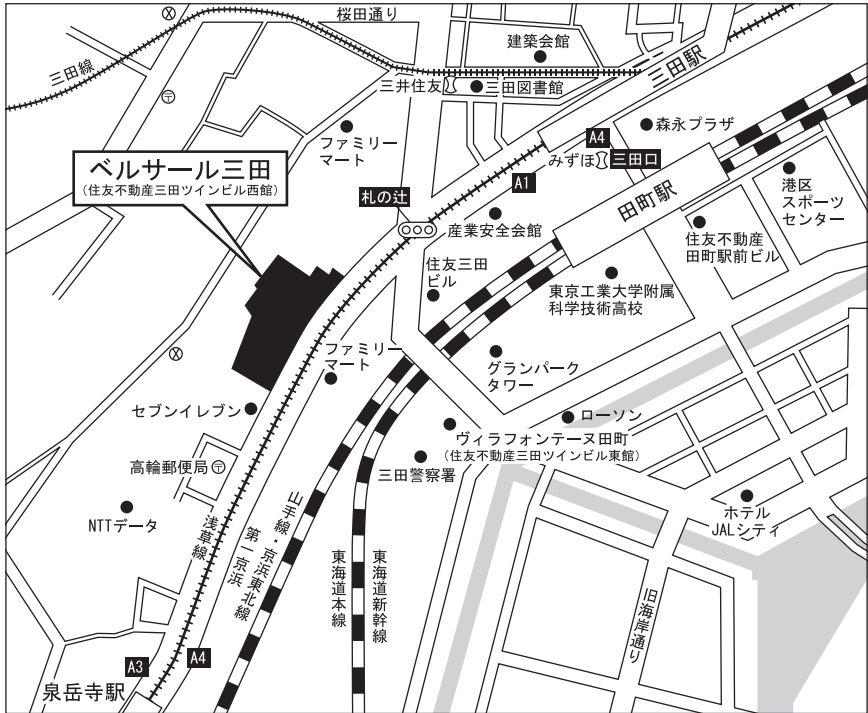 桜田通り
三田線
建築会館
三井住友
三田図書館
三田駅
ファミリー
マート
A4
森永プラザ
みずほ
三田口
ベルサール三田
(住友不動産三田ツインビル西館)
札の辻
A1
田町駅
港区
スポーツ
センター
産業安全会館
住友不動産
田町駅前ビル
住友三田
ビル
東京工業大学附属
科学技術高校
ファミリー
マート
グランパーク
タワー
セブンイレブン
ローソン
ヴィラフォンテーヌ田町
(住友不動産三田ツインビル東館)
高輪郵便局
三田警察署
NTTデータ
浅草線
第一京浜
山手線・京浜東北線
東海道本線
東海道新幹線
ホテル
JALシティ
旧海岸通り
A3
A4
泉岳寺駅